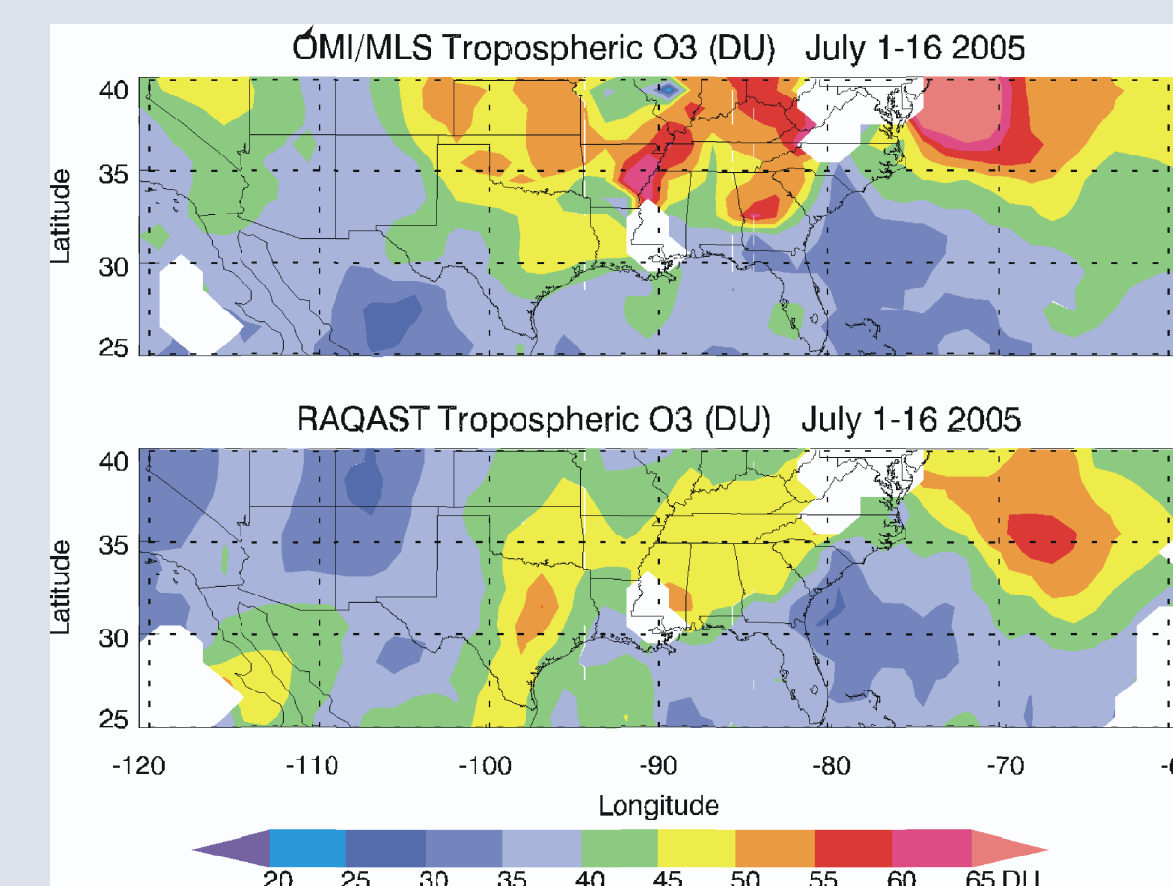 OMI/MLS Tropospheric O3 (DU) July 1-16 2005
40
35
30
25
Latitude
RAQAST Tropospheric O3 (DU) July 1-16 2005
40
35
30
25
Latitude
-120 -110 -100 -90 -80 -70
Longitude
20 25 30 35 40 45 50 55 60 65 DU